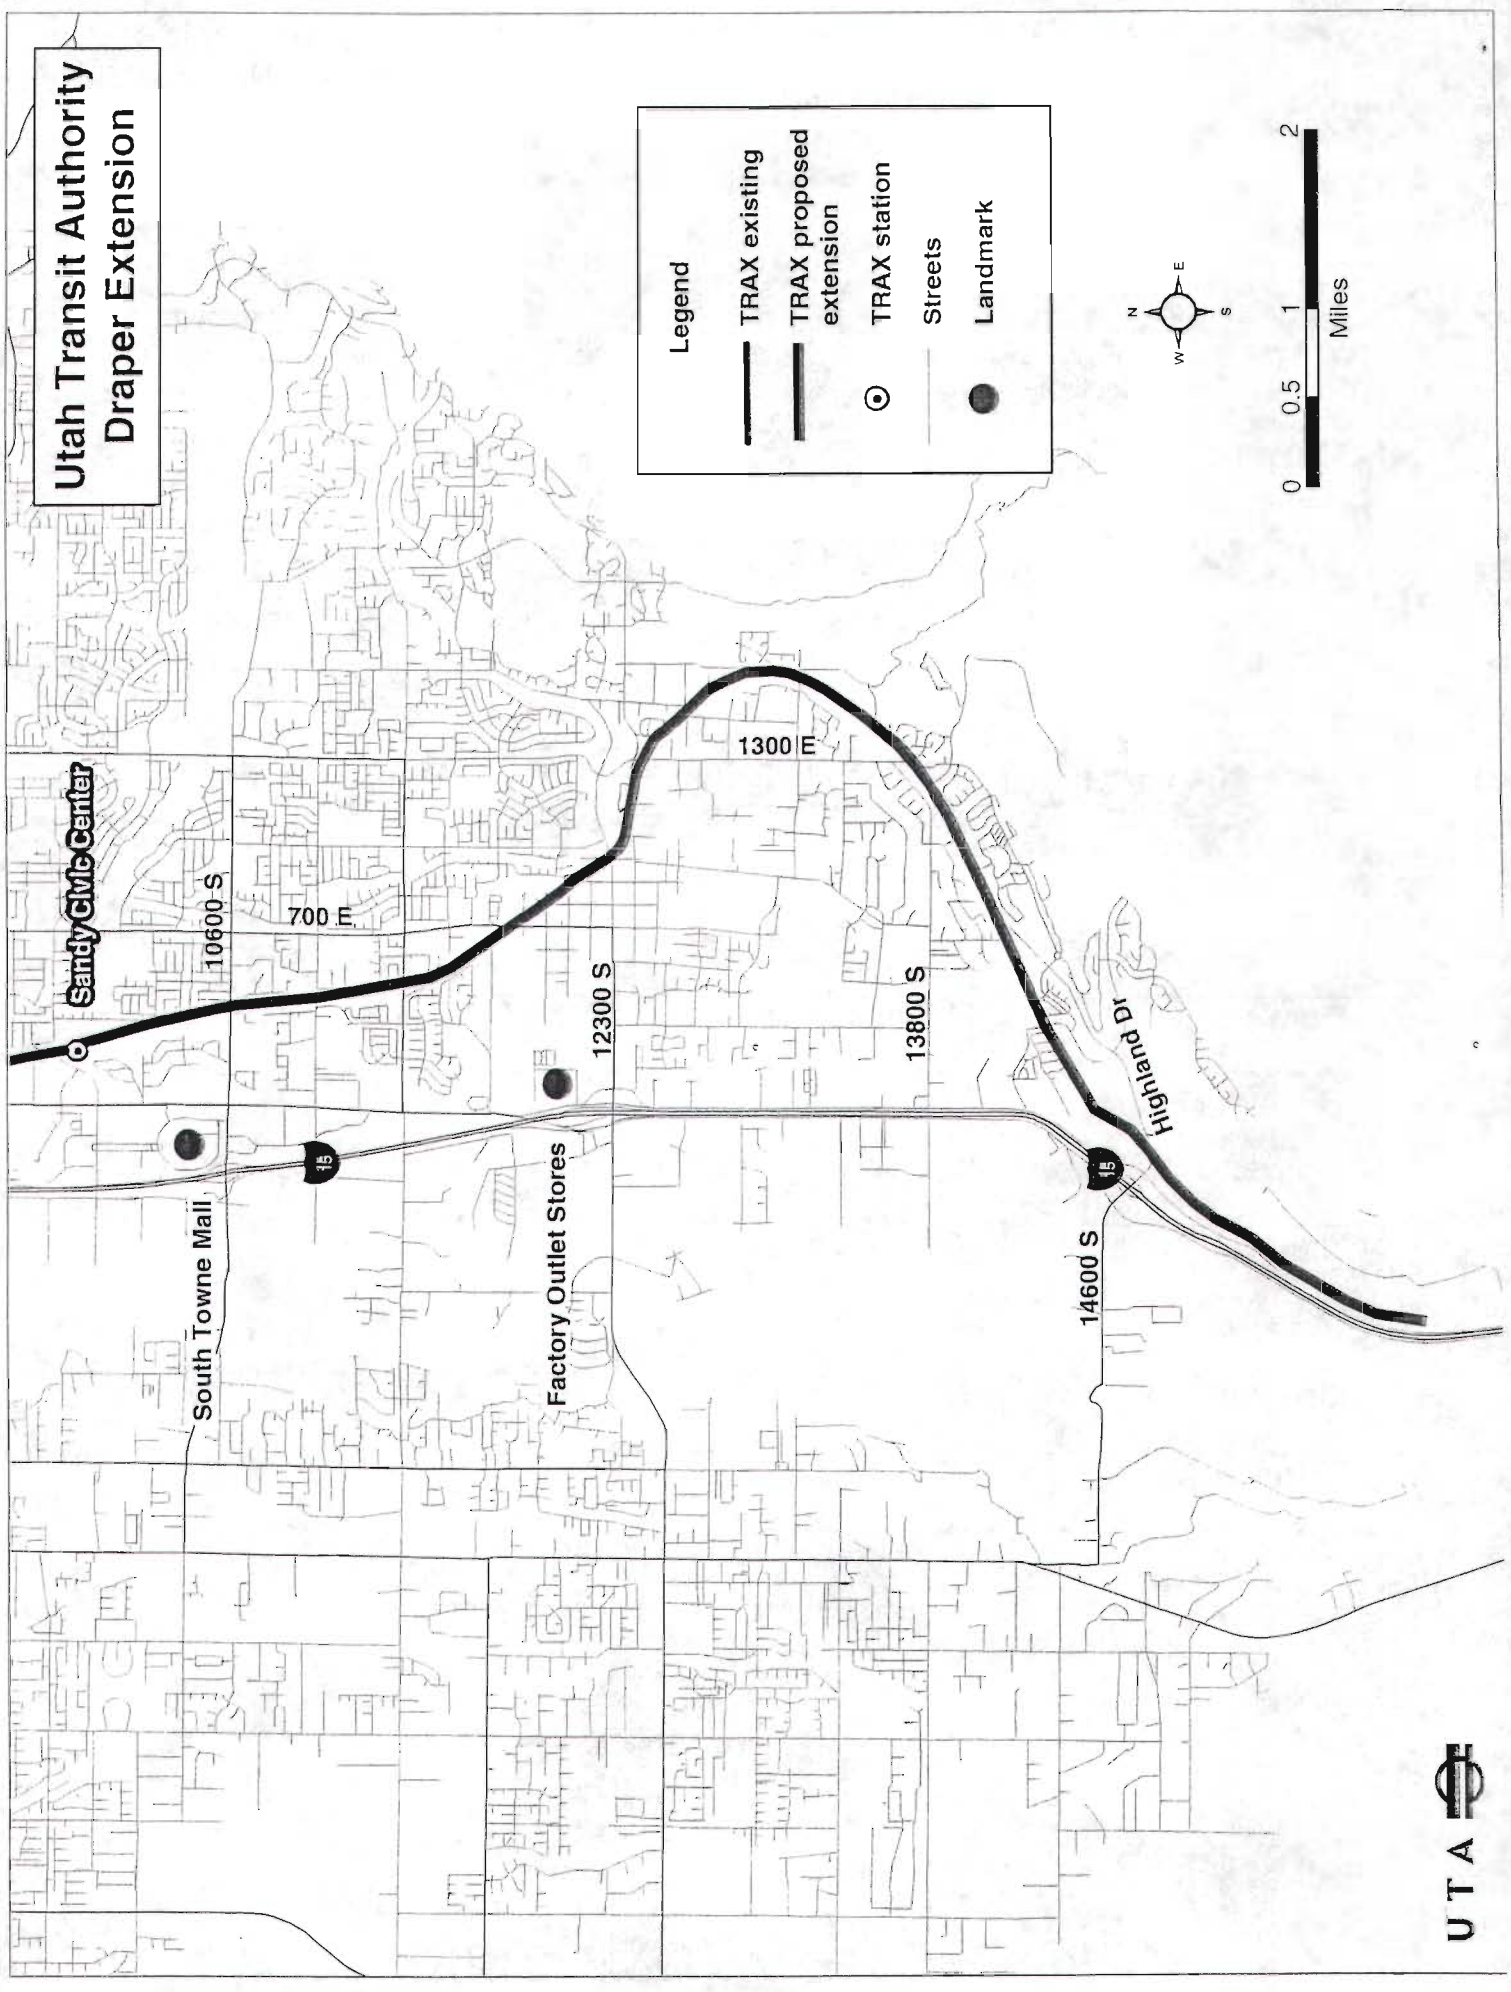 Utah Transit Authority
Draper Extension
Sandy Civic Center
10600 S
700 E
South Towne Mall
15
12300 S
Factory Outlet Stores
1300 E
13800 S
14600 S
15
Highland Dr
Legend
TRAX existing
TRAX proposed
extension
TRAX station
Streets
Landmark
N
W
E
S
0
0.5
1
2
Miles
U T A